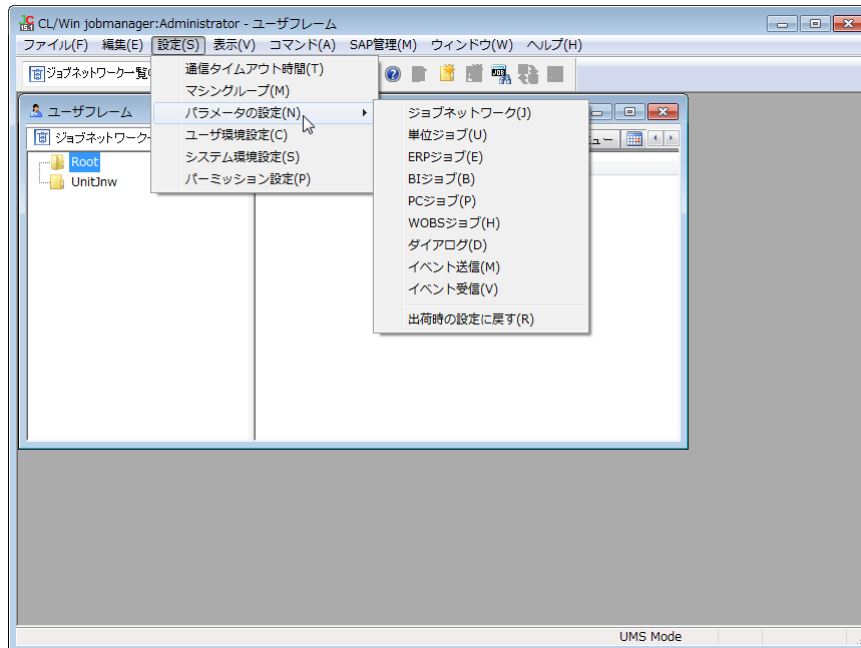 CL/Win jobmanager:Administrator - ユーザフレーム
ファイル(F) 編集(E) 設定(S) 表示(V) コマンド(A) SAP管理(M) ウィンドウ(W) ヘルプ(H)
ジョブネットワーク一覧
通信タイムアウト時間(T)
マシングループ(M)
パラメータの設定(N)
ユーザ環境設定(C)
システム環境設定(S)
パーミッション設定(P)
ジョブネットワーク(J)
単位ジョブ(U)
ERPジョブ(E)
BIジョブ(B)
PCジョブ(P)
WOBSジョブ(H)
ダイアログ(D)
イベント送信(M)
イベント受信(V)
出荷時の設定に戻す(R)
ユーザフレーム
ジョブネットワーク
Root
UnitJnw
UMS Mode